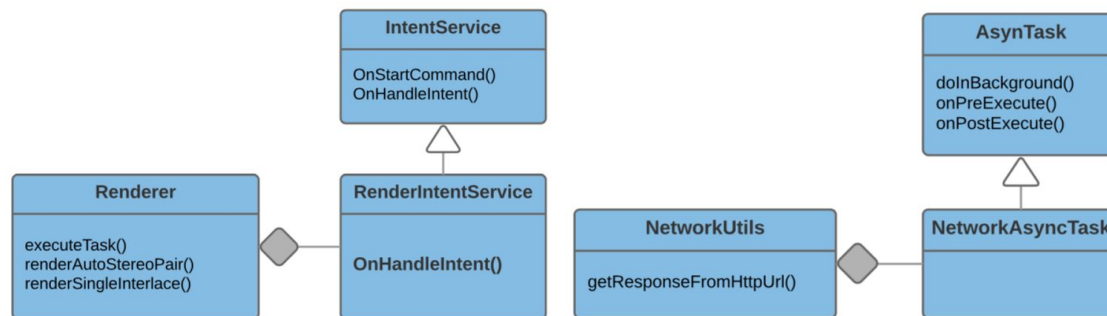 IntentService
OnStartCommand()
OnHandleIntent()
AsynTask
doInBackground()
onPreExecute()
onPostExecute()
Renderer
executeTask()
renderAutoStereoPair()
renderSingleInterlace()
RenderIntentService
OnHandleIntent()
NetworkUtils
getResponseFromHttpUrl()
NetworkAsyncTask